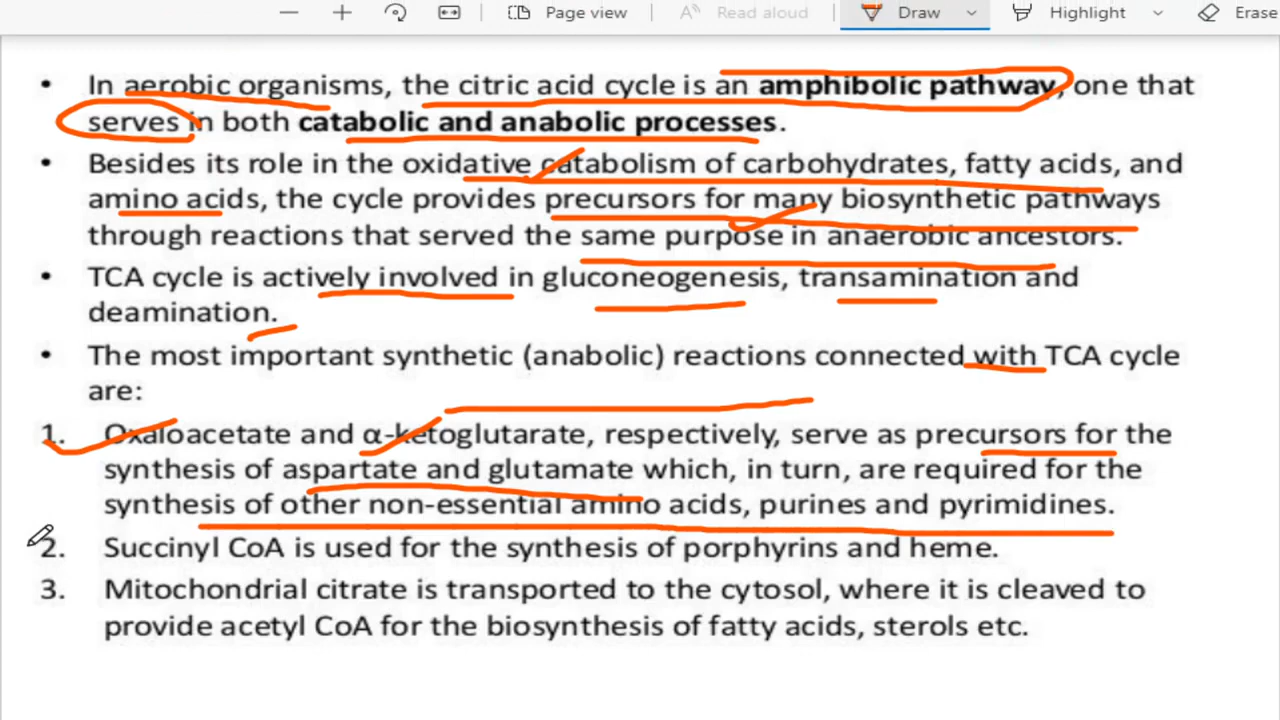 Page view Read aloud Draw Highlight Erase
• In aerobic organisms, the citric acid cycle is an amphibolic pathway, one that
serves in both catabolic and anabolic processes.
• Besides its role in the oxidative catabolism of carbohydrates, fatty acids, and
amino acids, the cycle provides precursors for many biosynthetic pathways
through reactions that served the same purpose in anaerobic ancestors.
• TCA cycle is actively involved in gluconeogenesis, transamination and
deamination.
• The most important synthetic (anabolic) reactions connected with TCA cycle
are:
1. Oxaloacetate and α-ketoglutarate, respectively, serve as precursors for the
synthesis of aspartate and glutamate which, in turn, are required for the
synthesis of other non-essential amino acids, purines and pyrimidines.
2. Succinyl CoA is used for the synthesis of porphyrins and heme.
3. Mitochondrial citrate is transported to the cytosol, where it is cleaved to
provide acetyl CoA for the biosynthesis of fatty acids, sterols etc.